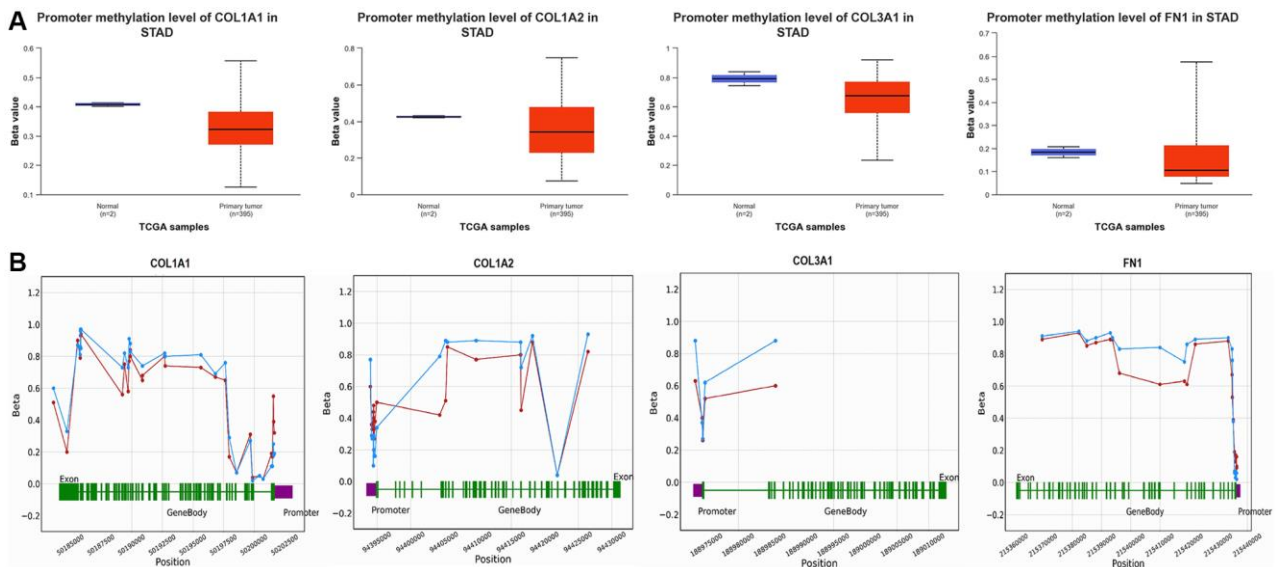 A
Promoter methylation level of COL1A1 in
STAD
Beta value
0.6
0.5
0.4
0.3
0.2
0.1
Normal
(n=2)
Primary tumor
(n=395)
TCGA samples
Promoter methylation level of COL1A2 in
STAD
Beta value
0.8
0.6
0.4
0.2
0
Normal
(n=2)
Primary tumor
(n=395)
TCGA samples
Promoter methylation level of COL3A1 in
STAD
Beta value
1
0.8
0.6
0.4
0.2
0
Normal
(n=2)
Primary tumor
(n=395)
TCGA samples
Promoter methylation level of FN1 in STAD
Beta value
0.7
0.6
0.5
0.4
0.3
0.2
0.1
0
Normal
(n=2)
Primary tumor
(n=395)
TCGA samples
B
COL1A1
Beta
1.2
1.0
0.8
0.6
0.4
0.2
0.0
−0.2
Exon
GeneBody
Promoter
50185000
50187500
50190000
50192500
50195000
50197500
50200000
50202500
Position
COL1A2
Beta
1.2
1.0
0.8
0.6
0.4
0.2
0.0
−0.2
Exon
Promoter
GeneBody
94395000
94400000
94405000
94410000
94415000
94420000
94425000
94430000
Position
COL3A1
Beta
1.2
1.0
0.8
0.6
0.4
0.2
0.0
−0.2
Exon
Promoter
GeneBody
188975000
188980000
188985000
188990000
188995000
189000000
189005000
189010000
Position
FN1
Beta
1.2
1.0
0.8
0.6
0.4
0.2
0.0
−0.2
Exon
GeneBody
Promoter
215360000
215370000
215380000
215390000
215400000
215410000
215420000
215430000
215440000
Position